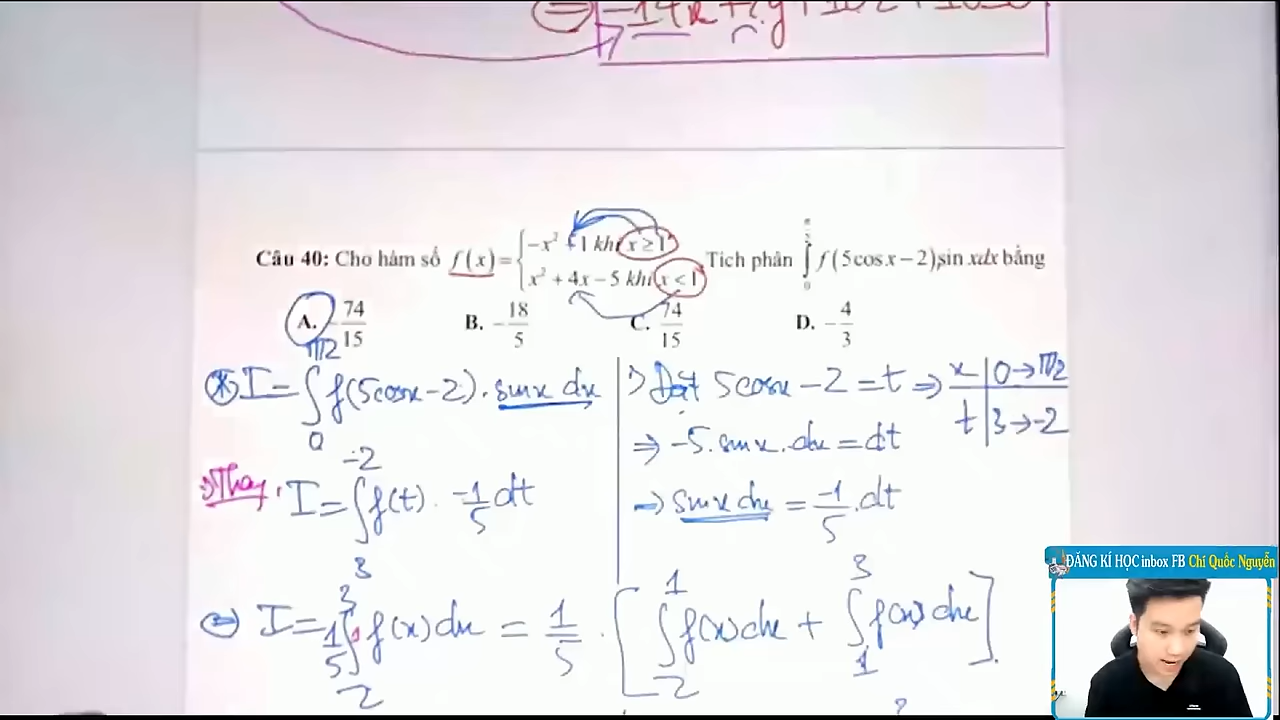 Câu 40: Cho hàm số f(x) = { -x² + 1 khi x ≥ 1
x² + 4x - 5 khi x < 1
Tích phân ∫₀^{π/2} f(5cos x - 2) sin xdx bằng
A. -74/15 B. -18/5 C. 74/15 D. -4/3
* I = ∫₀^{π/2} f(5cosx - 2) . sinx dx
Đặt 5cosx - 2 = t ⇒ x | 0 → π/2
t | 3 → -2
⇒ -5. sinx. dx = dt
→ sinx dx = -1/5 . dt
Thay: I = ∫₃^{-2} f(t) . -1/5 dt
⇔ I = 1/5 ∫₋₂³ f(x) dx = 1/5 . [ ∫₋₂¹ f(x) dx + ∫₁³ f(x) dx ]
ĐĂNG KÍ HỌC inbox FB Chí Quốc Nguyễn